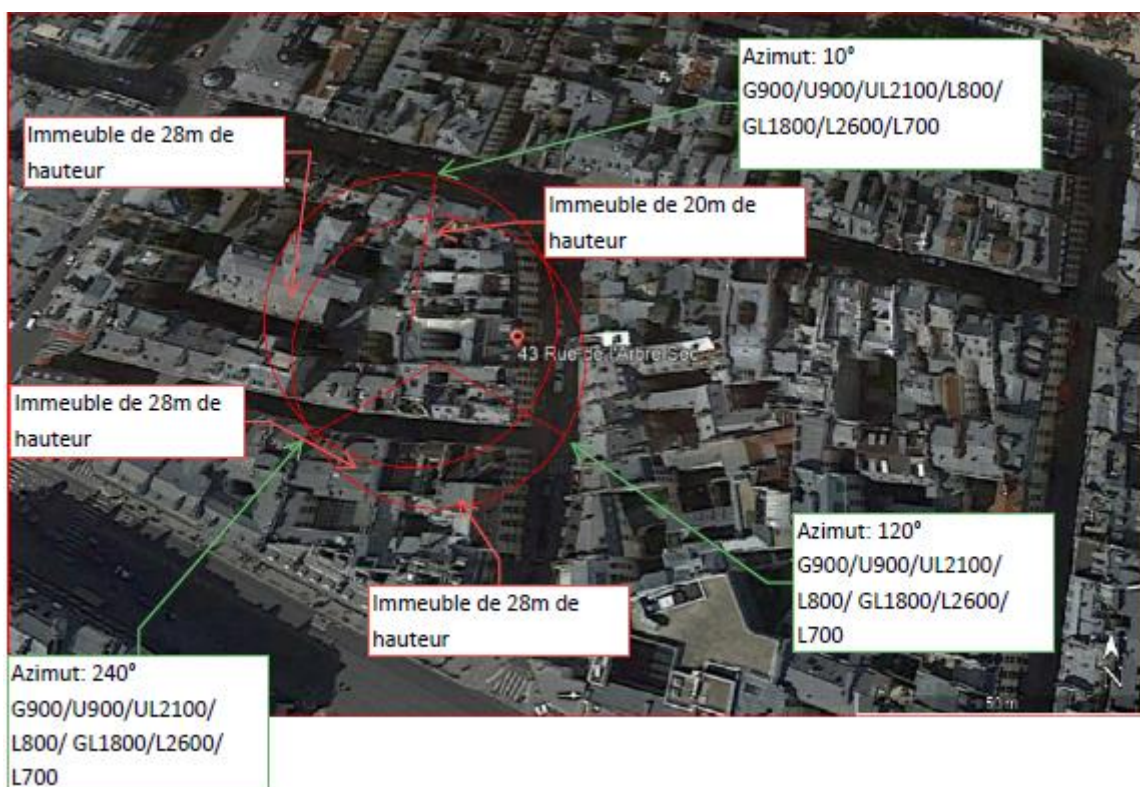 Azimut: 10°
G900/U900/UL2100/L800/
GL1800/L2600/L700
Immeuble de 28m de
hauteur
Immeuble de 20m de
hauteur
43 Rue de l'Arbre Sec
Immeuble de 28m de
hauteur
Azimut: 120°
G900/U900/UL2100/
L800/ GL1800/L2600/
L700
Immeuble de 28m de
hauteur
Azimut: 240°
G900/U900/UL2100/
L800/ GL1800/L2600/
L700
50 m